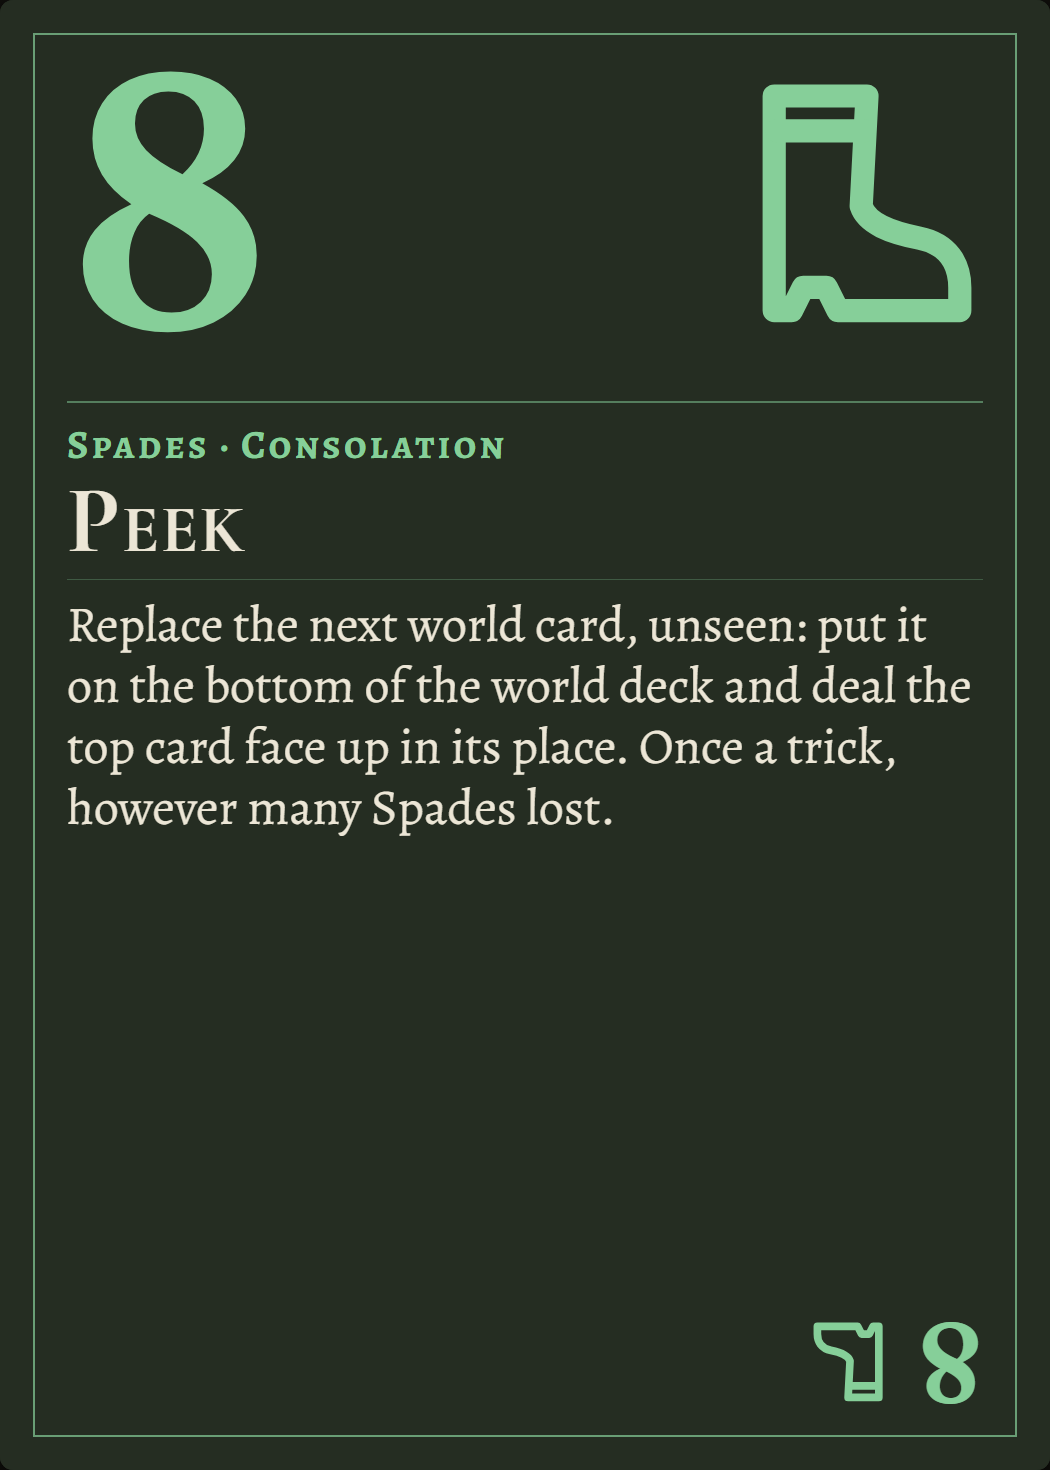 8
Spades · Consolation
Peek
Replace the next world card, unseen: put it
on the bottom of the world deck and deal the
top card face up in its place. Once a trick,
however many Spades lost.
8